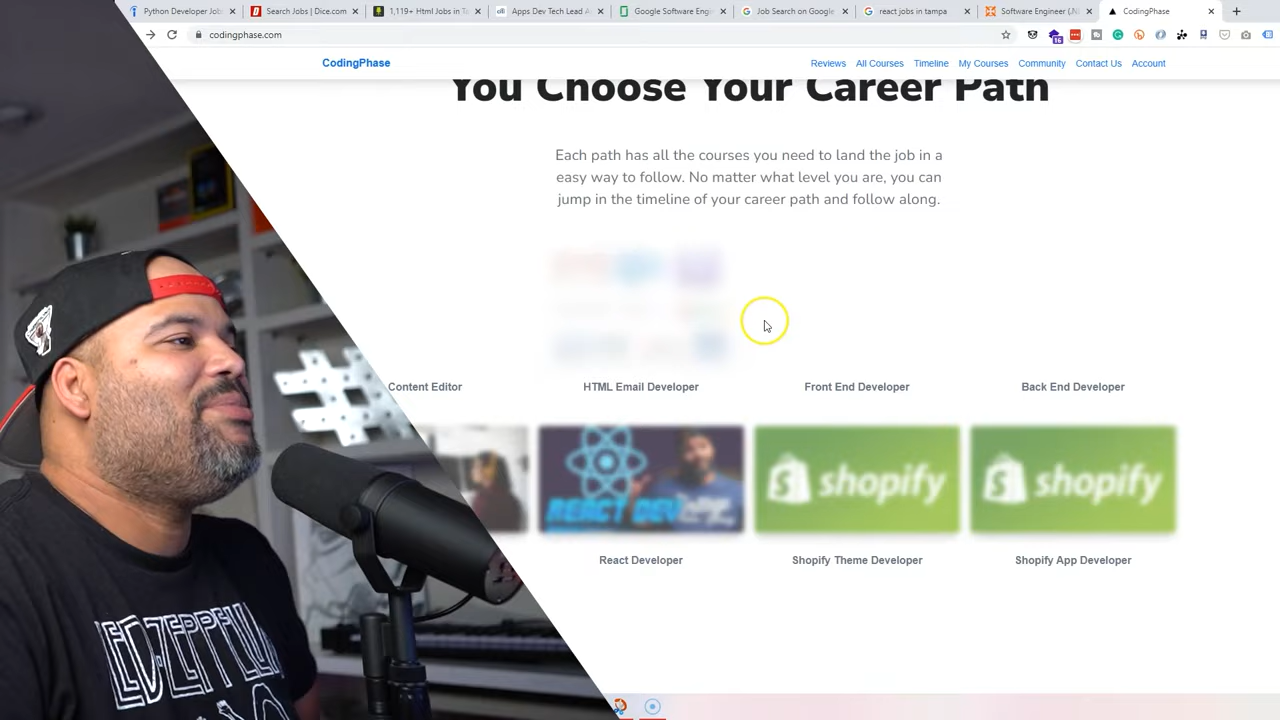 Python Developer Job
Search Jobs | Dice.com
1,119+ Html Jobs in T
Apps Dev Tech Lead A
Google Software Engi
Job Search on Google
react jobs in tampa
Software Engineer (.N
CodingPhase
codingphase.com
CodingPhase
Reviews
All Courses
Timeline
My Courses
Community
Contact Us
Account
You Choose Your Career Path
Each path has all the courses you need to land the job in a
easy way to follow. No matter what level you are, you can
jump in the timeline of your career path and follow along.
Content Editor
HTML Email Developer
Front End Developer
Back End Developer
REACT DEV
shopify
shopify
React Developer
Shopify Theme Developer
Shopify App Developer
LED ZEPPELIN